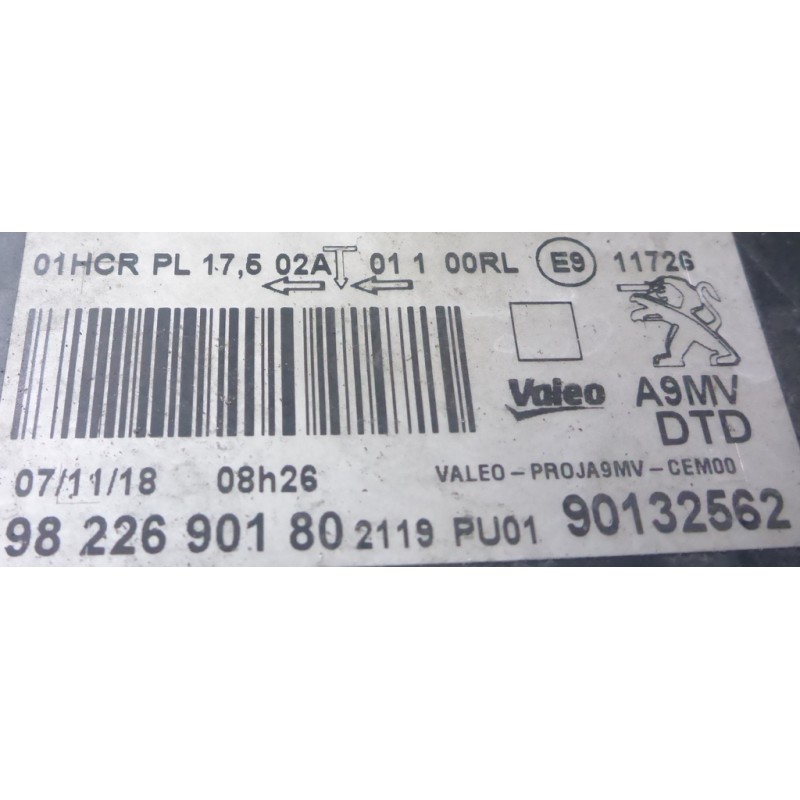 01HCR PL 17,5 02A 01 1 00RL E9 11726
Valeo A9MV
DTD
07/11/18 08h26 VALEO-PROJA9MV-CEM00
98 226 901 80 2119 PU01 90132562